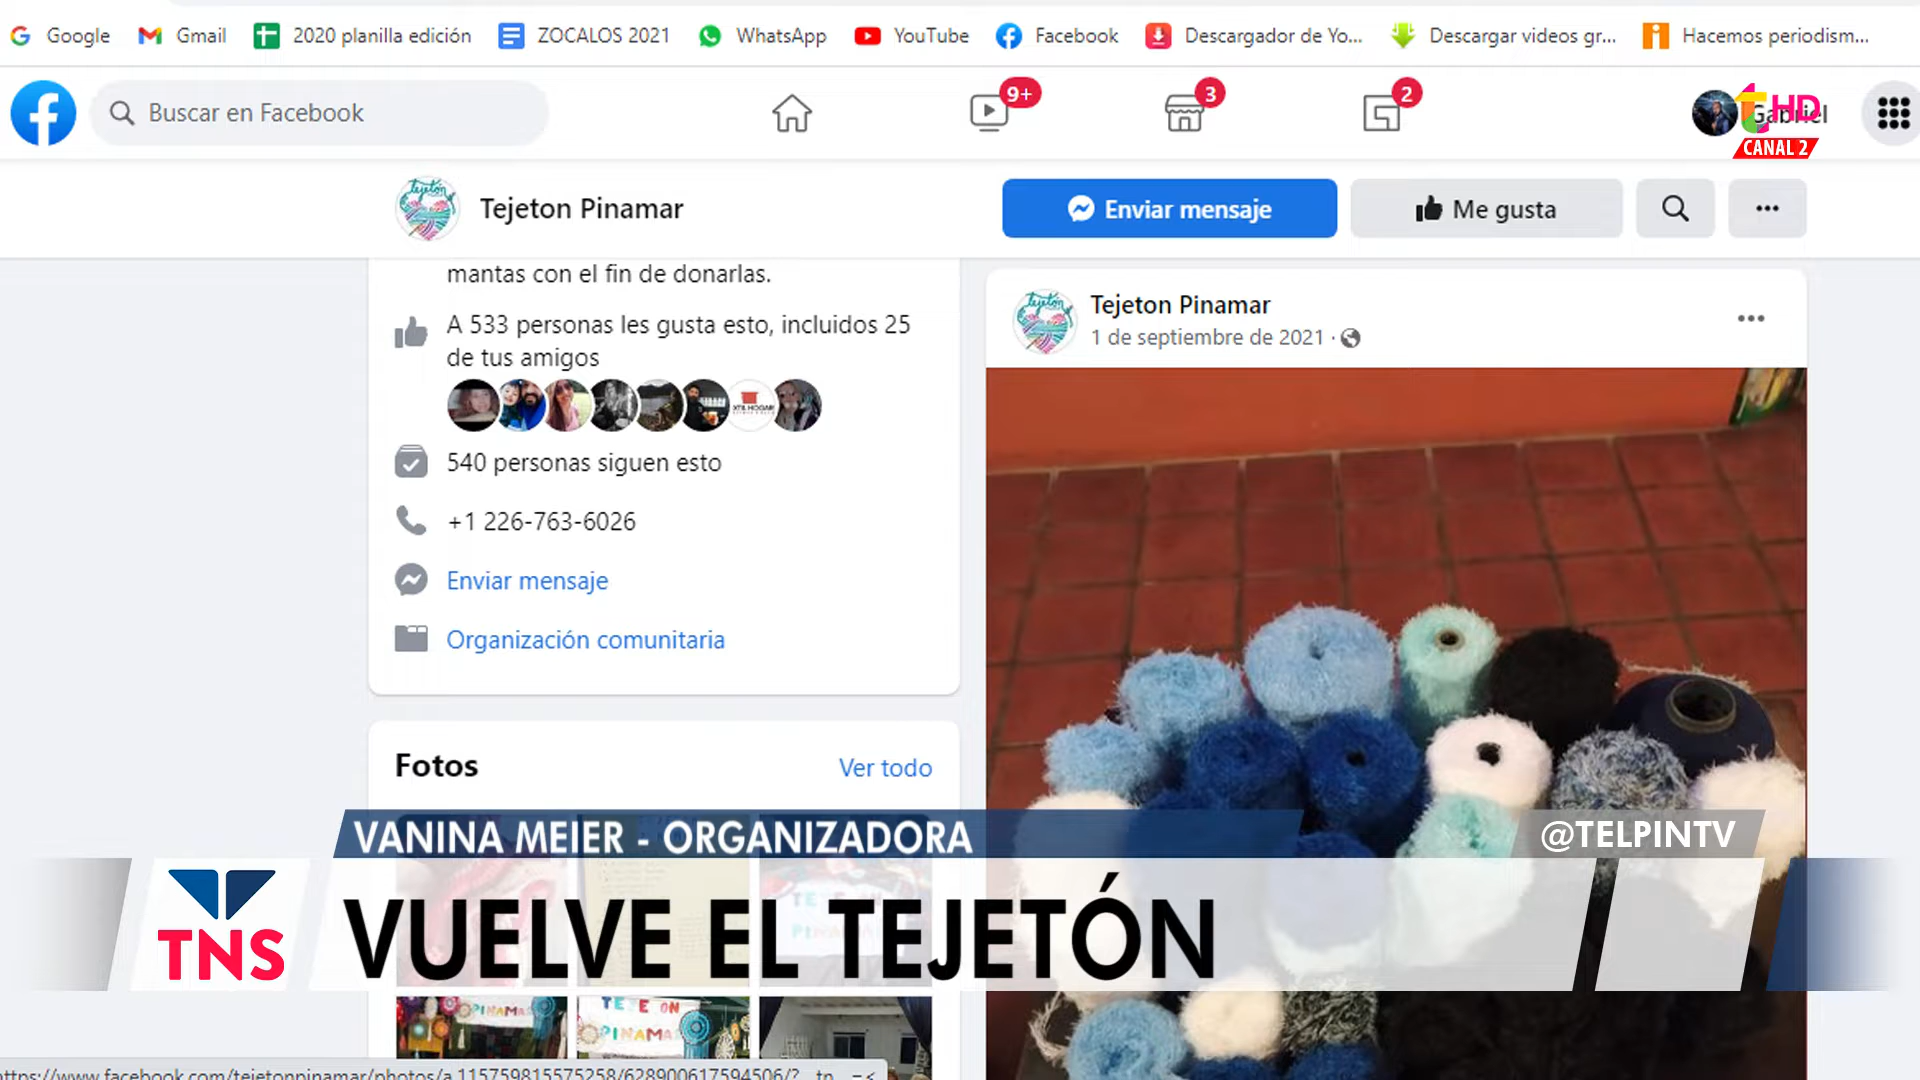 Google
Gmail
2020 planilla edición
ZOCALOS 2021
WhatsApp
YouTube
Facebook
Descargador de Yo...
Descargar videos gr...
Hacemos periodism...
Buscar en Facebook
9+
3
2
Gabriel
HD
CANAL 2
Tejeton Pinamar
Enviar mensaje
Me gusta
mantas con el fin de donarlas.
A 533 personas les gusta esto, incluidos 25
de tus amigos
540 personas siguen esto
+1 226-763-6026
Enviar mensaje
Organización comunitaria
Fotos
Ver todo
tejetón
Tejeton Pinamar
1 de septiembre de 2021
VANINA MEIER - ORGANIZADORA
@TELPINTV
TNS
VUELVE EL TEJETÓN